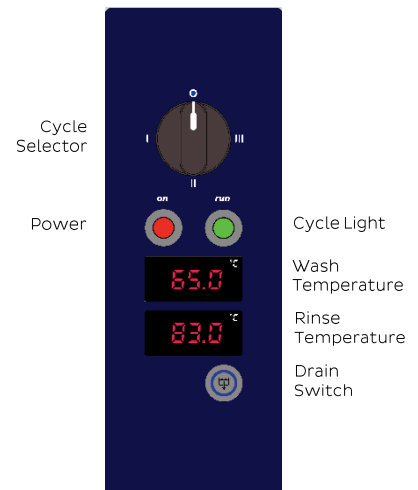 O
Cycle
Selector
I
III
II
on
run
Power
Cycle Light
°C
65.0
Wash
Temperature
°C
83.0
Rinse
Temperature
Drain
Switch